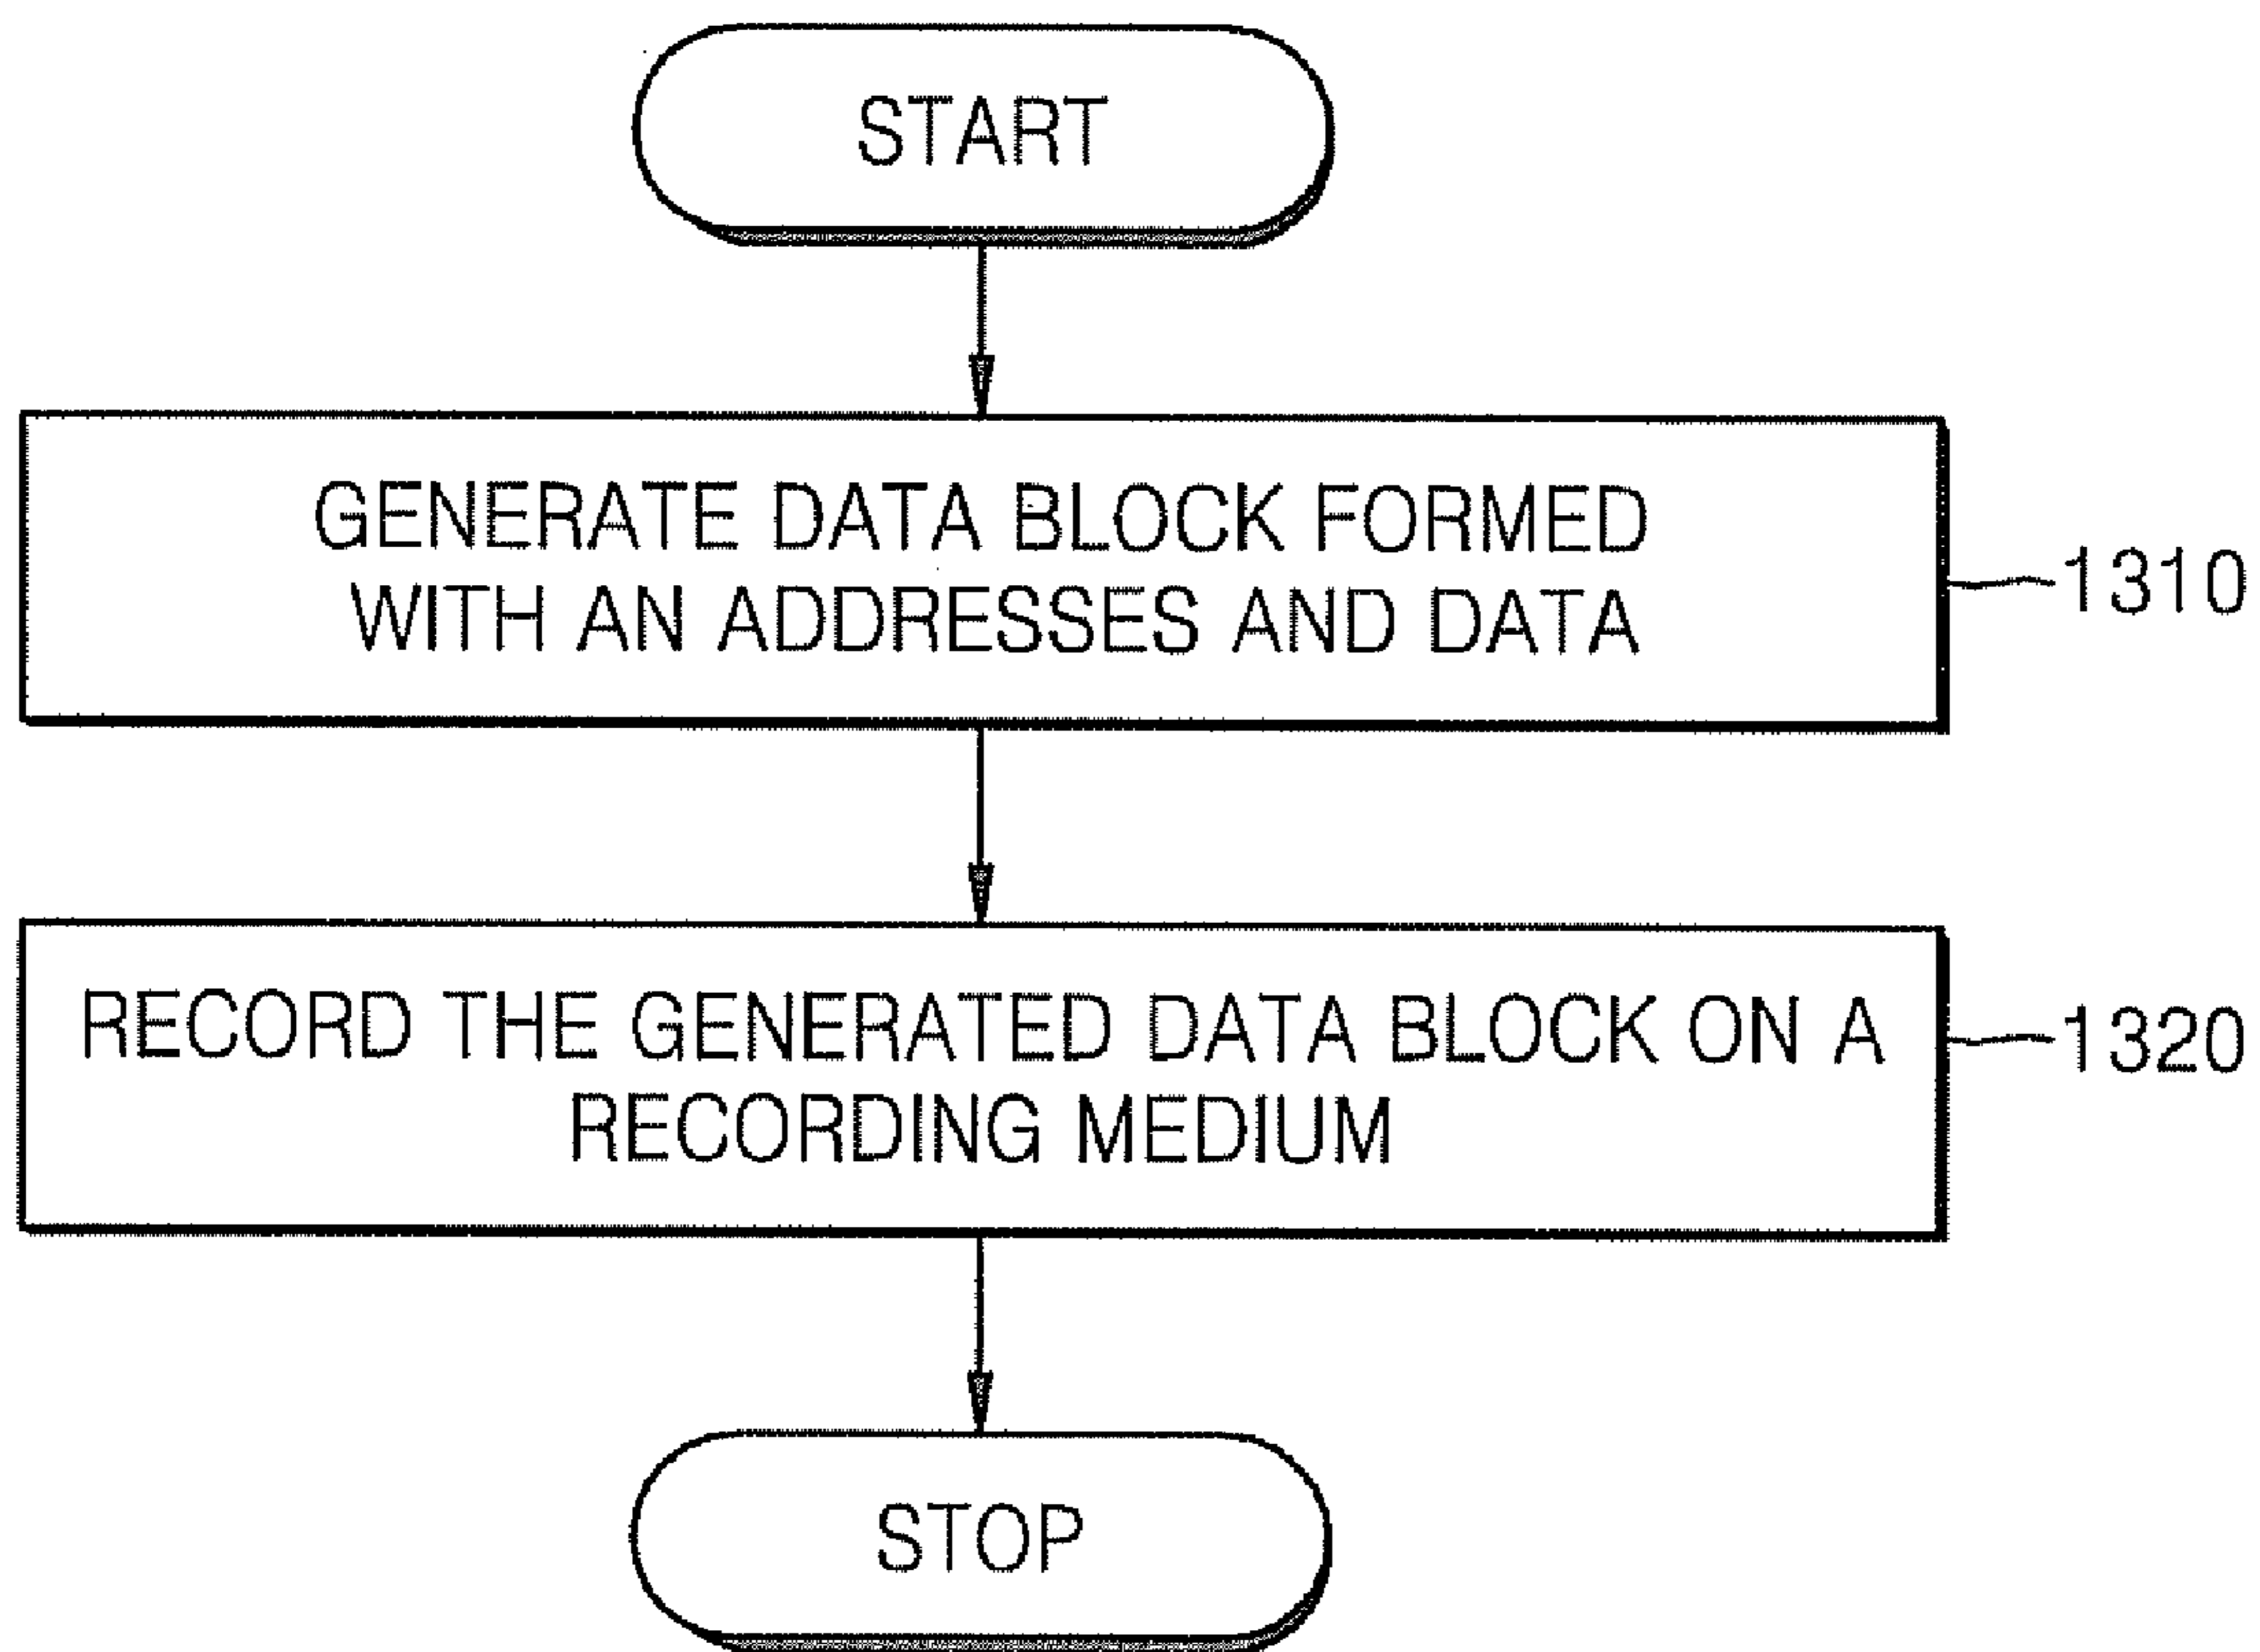 START
GENERATE DATA BLOCK FORMED
WITH AN ADDRESSES AND DATA
1310
RECORD THE GENERATED DATA BLOCK ON A
RECORDING MEDIUM
1320
STOP